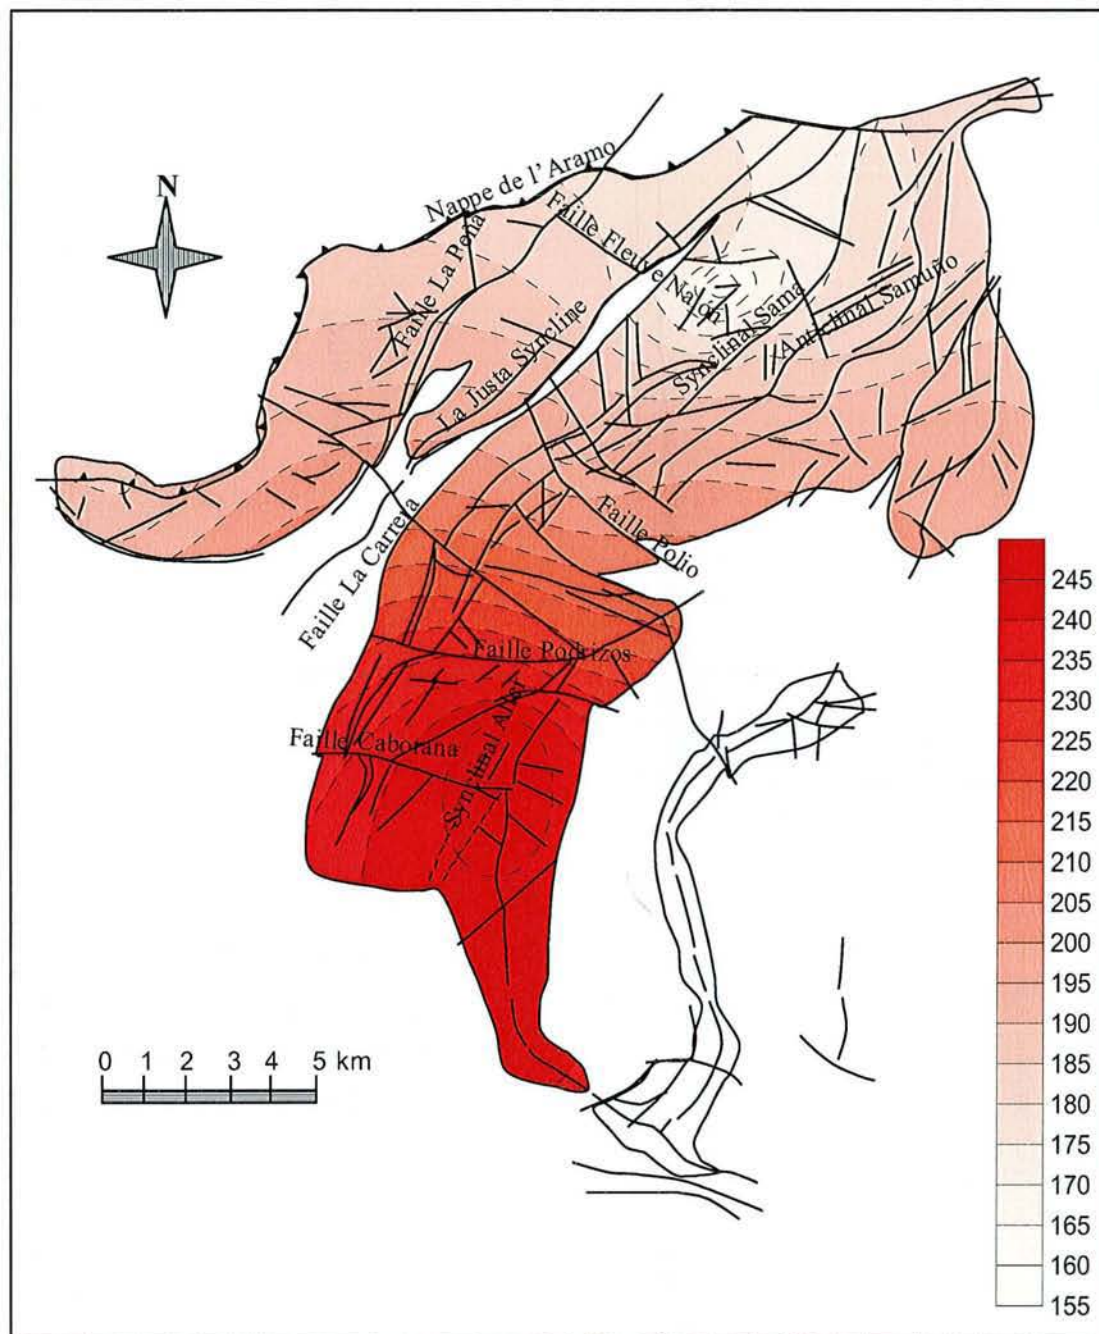 N
Nappe de l'Aramo
Faille La Peña
Faille Fleuve Nalón
La Justa Syncline
Synclinal Sama
Anticlinal Samuño
Faille La Carrera
Faille Polio
Faille Podrizos
Faille Caborana
Synclinal Aller
0 1 2 3 4 5 km
245
240
235
230
225
220
215
210
205
200
195
190
185
180
175
170
165
160
155